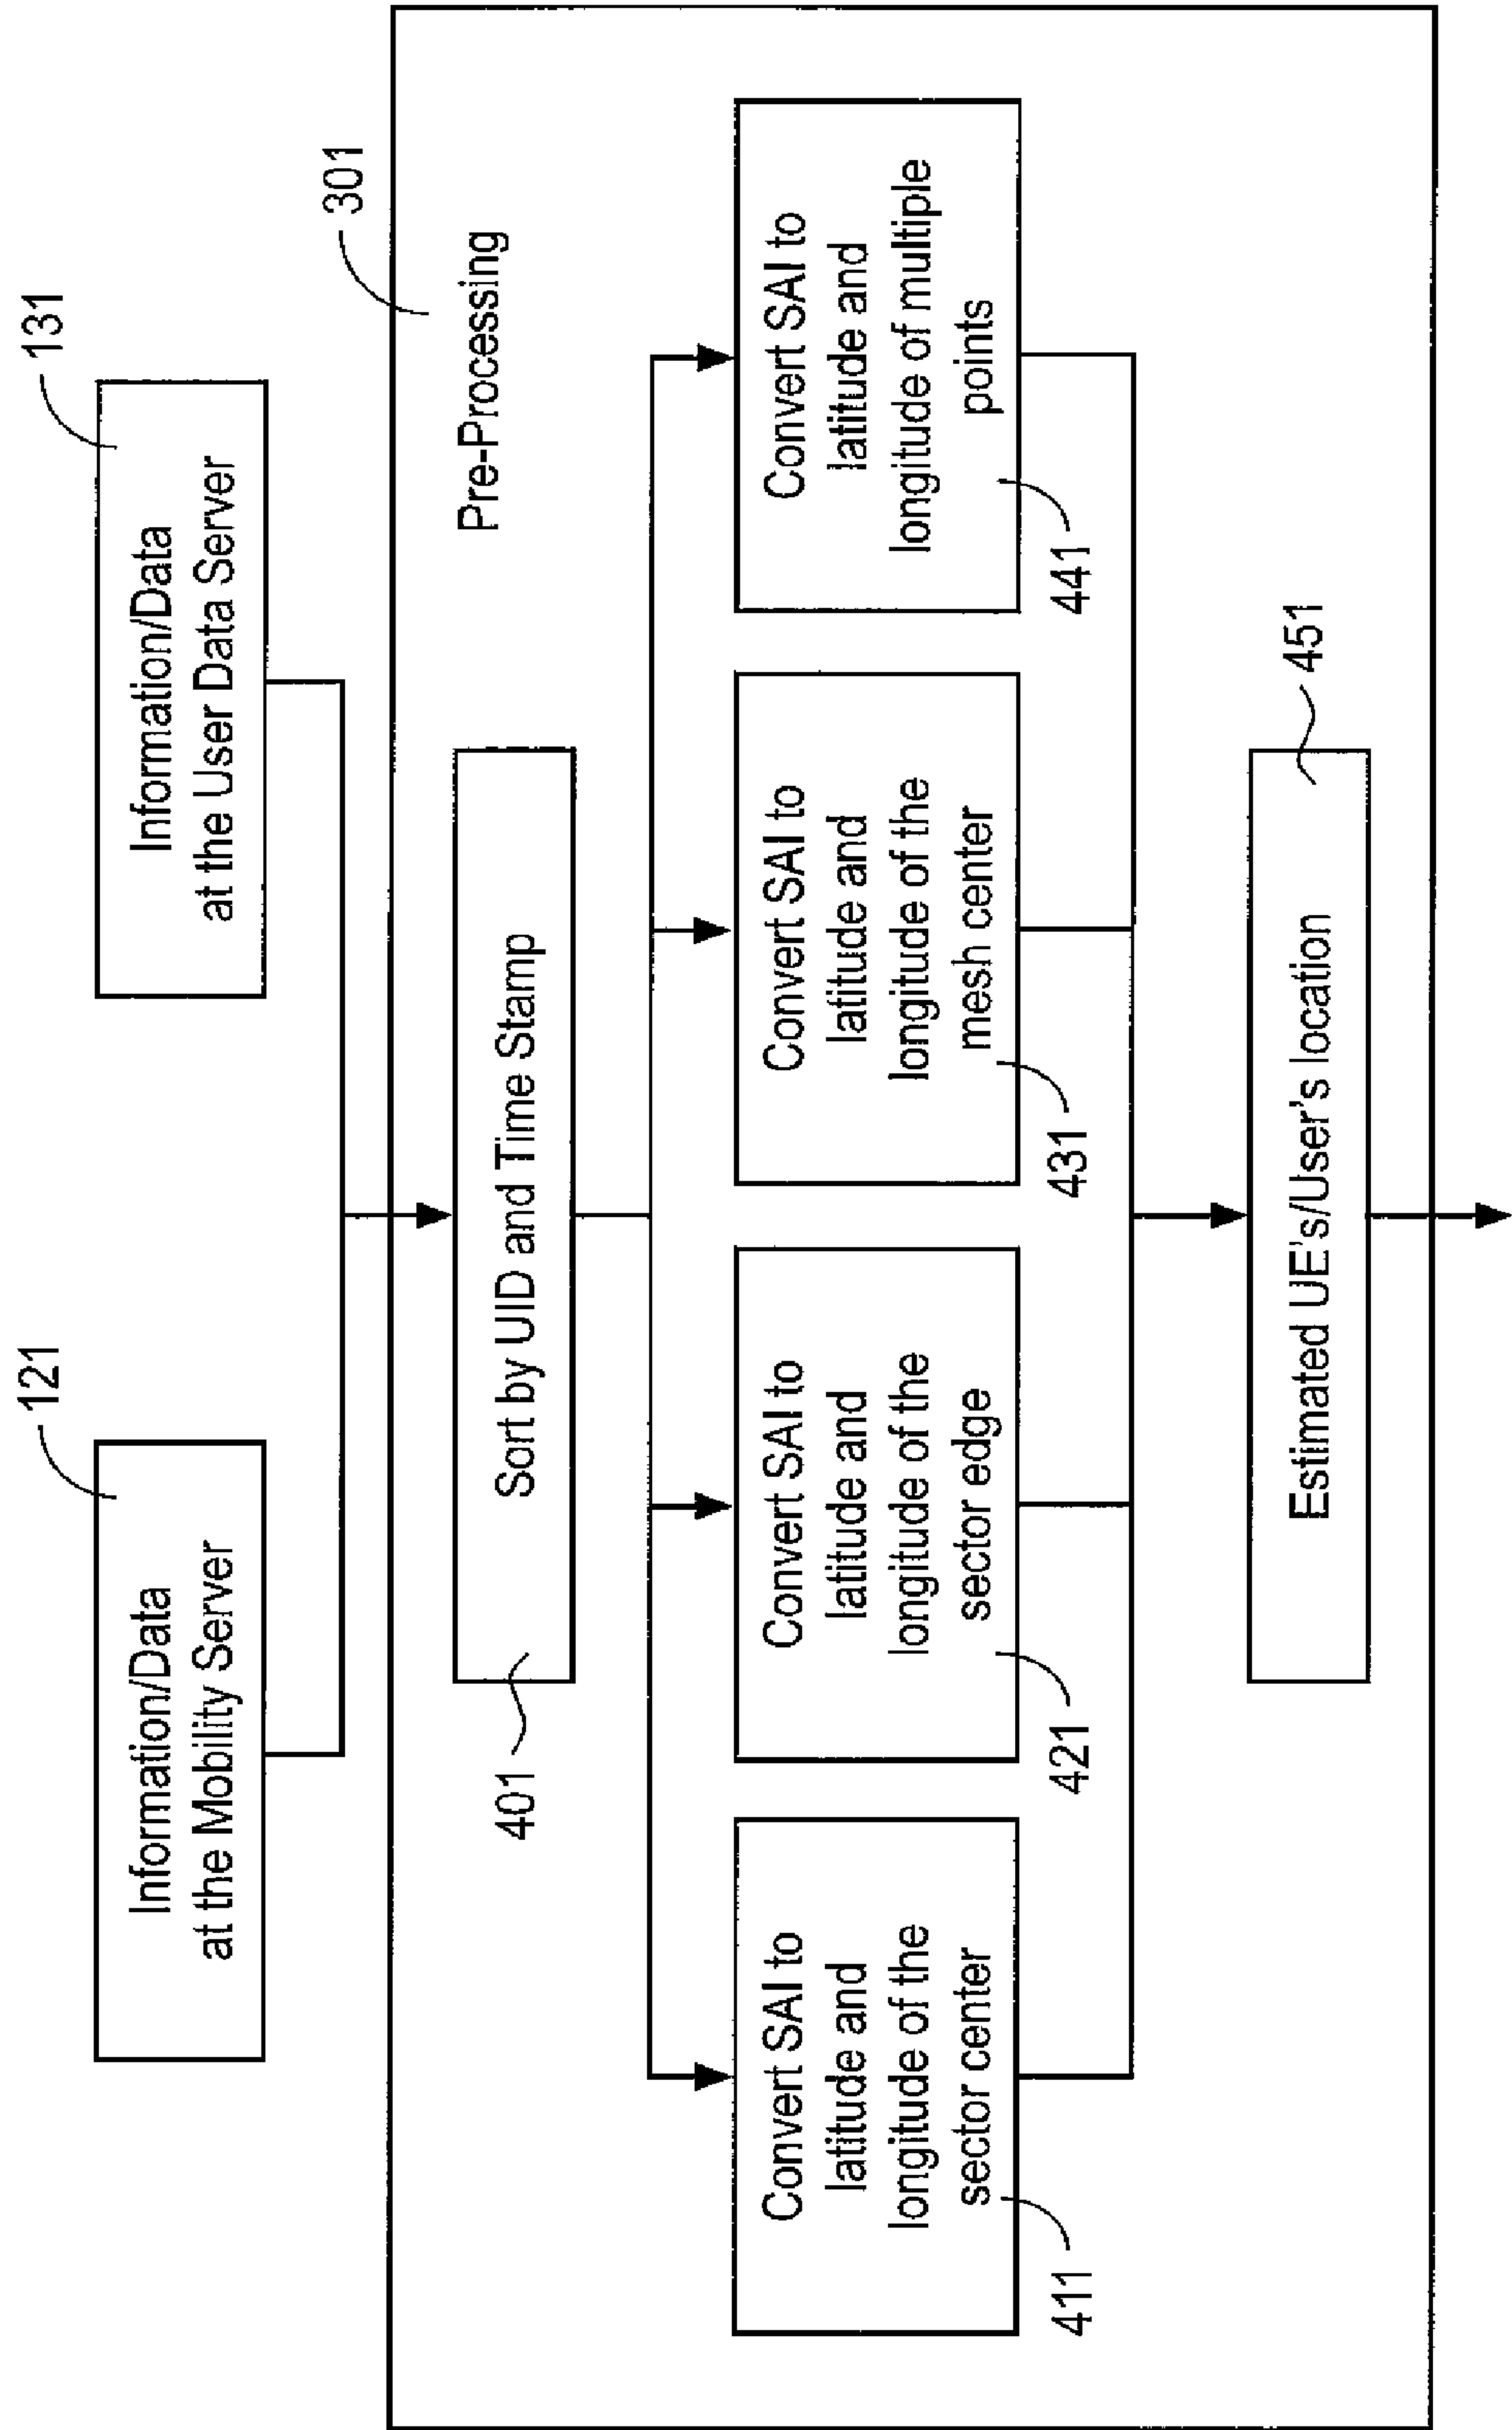 121
Information/Data
at the Mobility Server
131
Information/Data
at the User Data Server
301
Pre-Processing
401
Sort by UID and Time Stamp
Convert SAI to
latitude and
longitude of the
sector center
411
Convert SAI to
latitude and
longitude of the
sector edge
421
Convert SAI to
latitude and
longitude of the
mesh center
431
Convert SAI to
latitude and
longitude of multiple
points
441
451
Estimated UE's/User's location